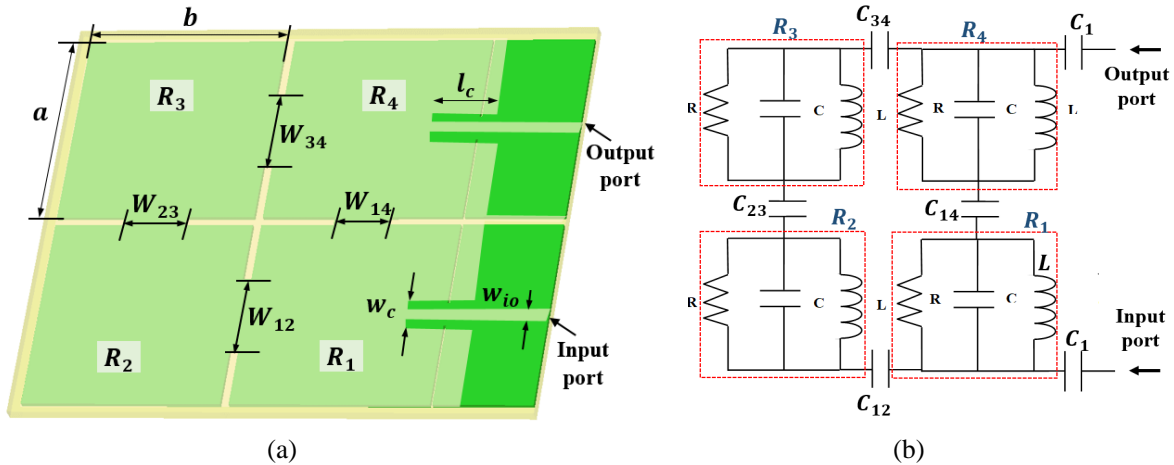 b
a
R3
R4
lc
W34
Output
port
W23
W14
W12
wc
wio
R2
R1
Input
port
(a)
C34
C1
R3
R4
R
C
L
R
C
L
Output
port
C23
C14
R2
R1
L
R
C
L
R
C
Input
port
C1
C12
(b)